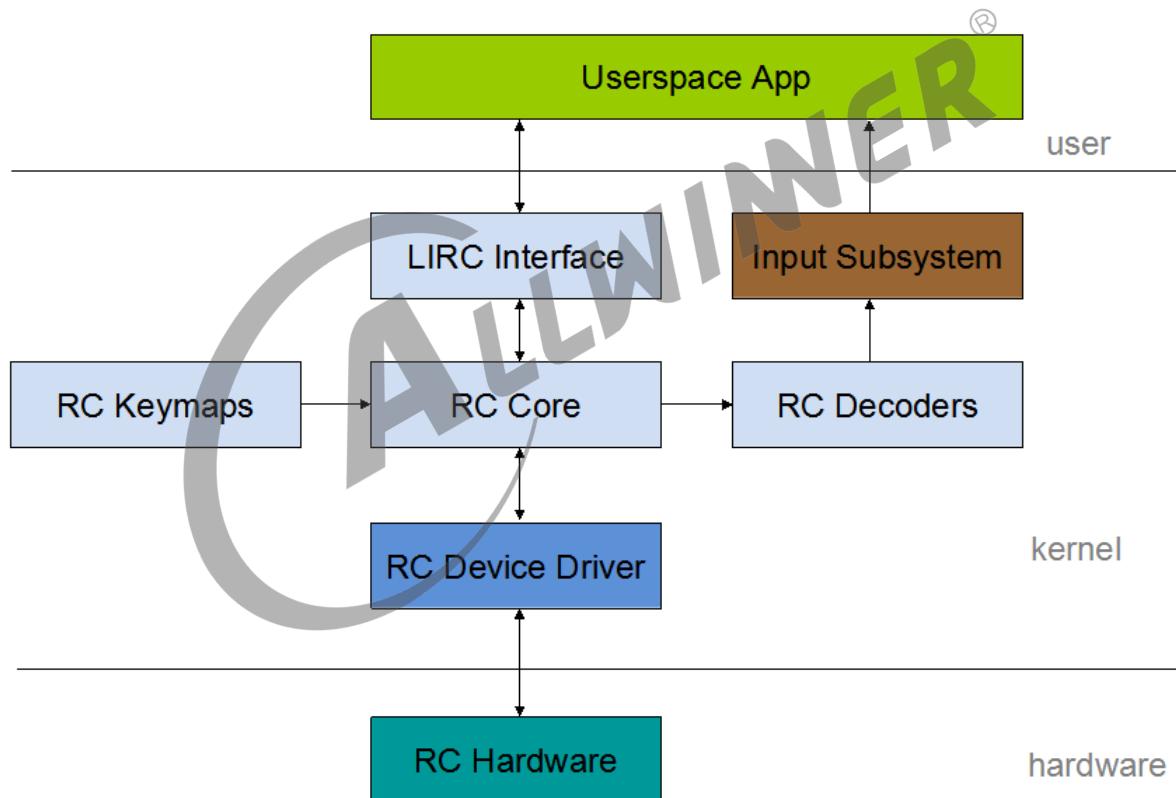 Userspace App
user
LIRC Interface
Input Subsystem
RC Keymaps
RC Core
RC Decoders
RC Device Driver
kernel
RC Hardware
hardware
ALLWINNER®